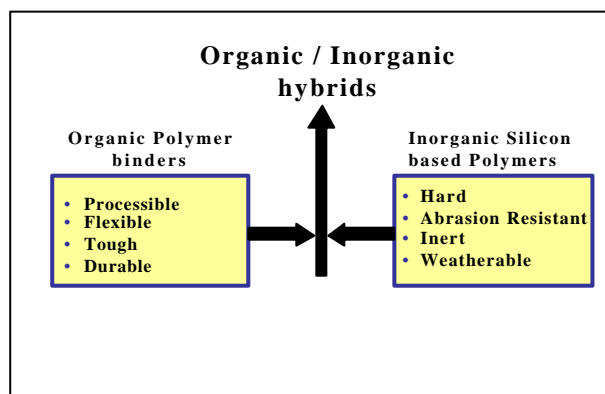 Organic / Inorganic
hybrids
Organic Polymer
binders
• Processible
• Flexible
• Tough
• Durable
Inorganic Silicon
based Polymers
• Hard
• Abrasion Resistant
• Inert
• Weatherable